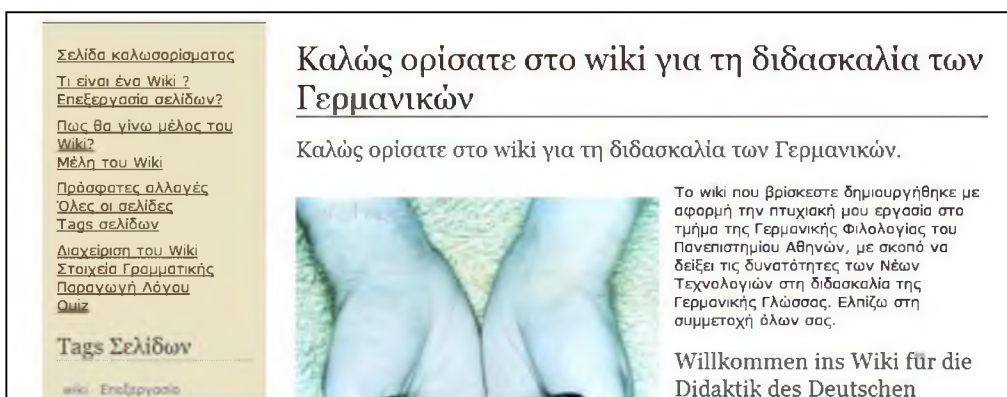 Σελίδα καλωσορίσματος
Τι είναι ένα Wiki ?
Επεξεργασία σελίδων?
Πως θα γίνω μέλος του
Wiki?
Μέλη του Wiki
Πρόσφατες αλλαγές
Όλες οι σελίδες
Tags σελίδων
Διαχείριση του Wiki
Στοιχεία Γραμματικής
Παραγωγή Λόγου
Quiz
Tags Σελίδων
wiki Επεξεργασία
Καλώς ορίσατε στο wiki για τη διδασκαλία των
Γερμανικών
Καλώς ορίσατε στο wiki για τη διδασκαλία των Γερμανικών.
Το wiki που βρίσκεστε δημιουργήθηκε με
αφορμή την πτυχιακή μου εργασία στο
τμήμα της Γερμανικής Φιλολογίας του
Πανεπιστημίου Αθηνών, με σκοπό να
δείξει τις δυνατότητες των Νέων
Τεχνολογιών στη διδασκαλία της
Γερμανικής Γλώσσας. Ελπίζω στη
συμμετοχή όλων σας.
Willkommen ins Wiki für die
Didaktik des Deutschen